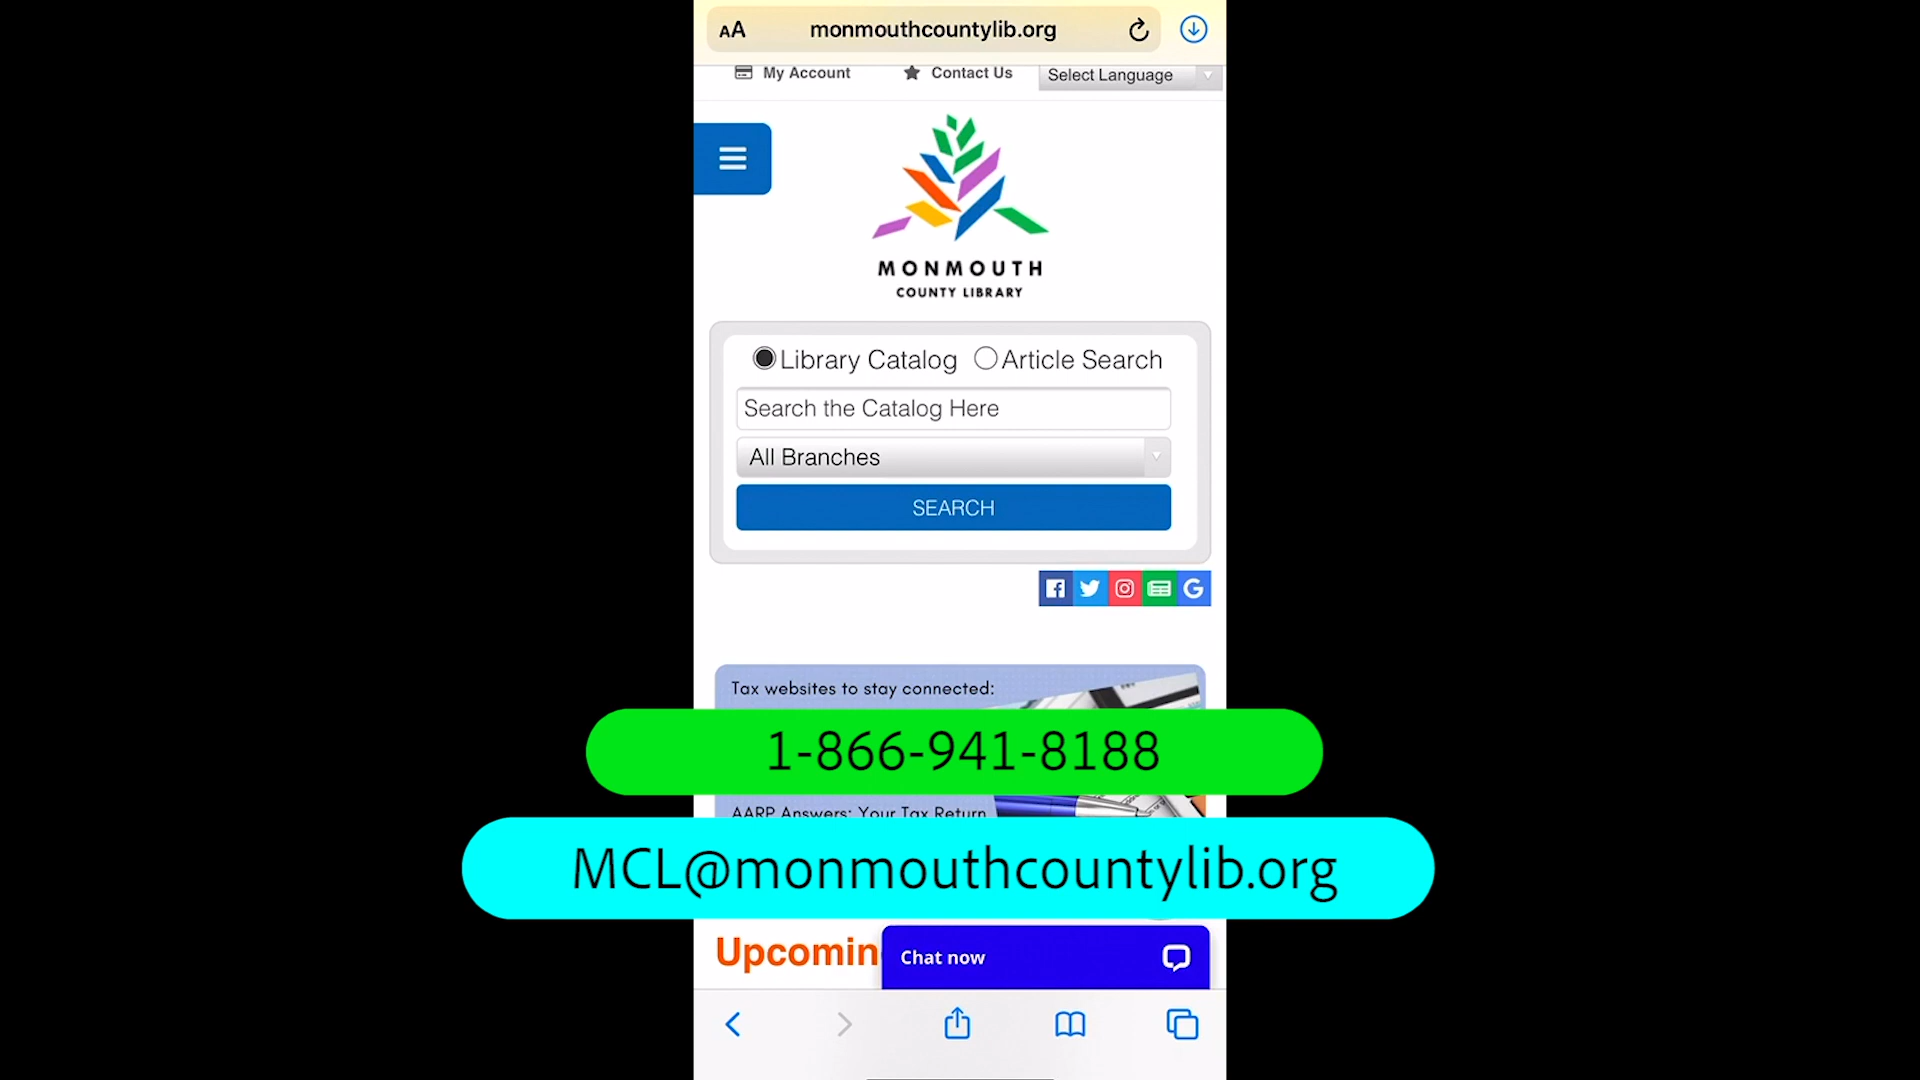 AA monmouthcountylib.org
My Account Contact Us Select Language
MONMOUTH
COUNTY LIBRARY
Library Catalog Article Search
Search the Catalog Here
All Branches
SEARCH
Tax websites to stay connected:
1-866-941-8188
AARP Answers: Your Tax Return
MCL@monmouthcountylib.org
Upcomin
Chat now